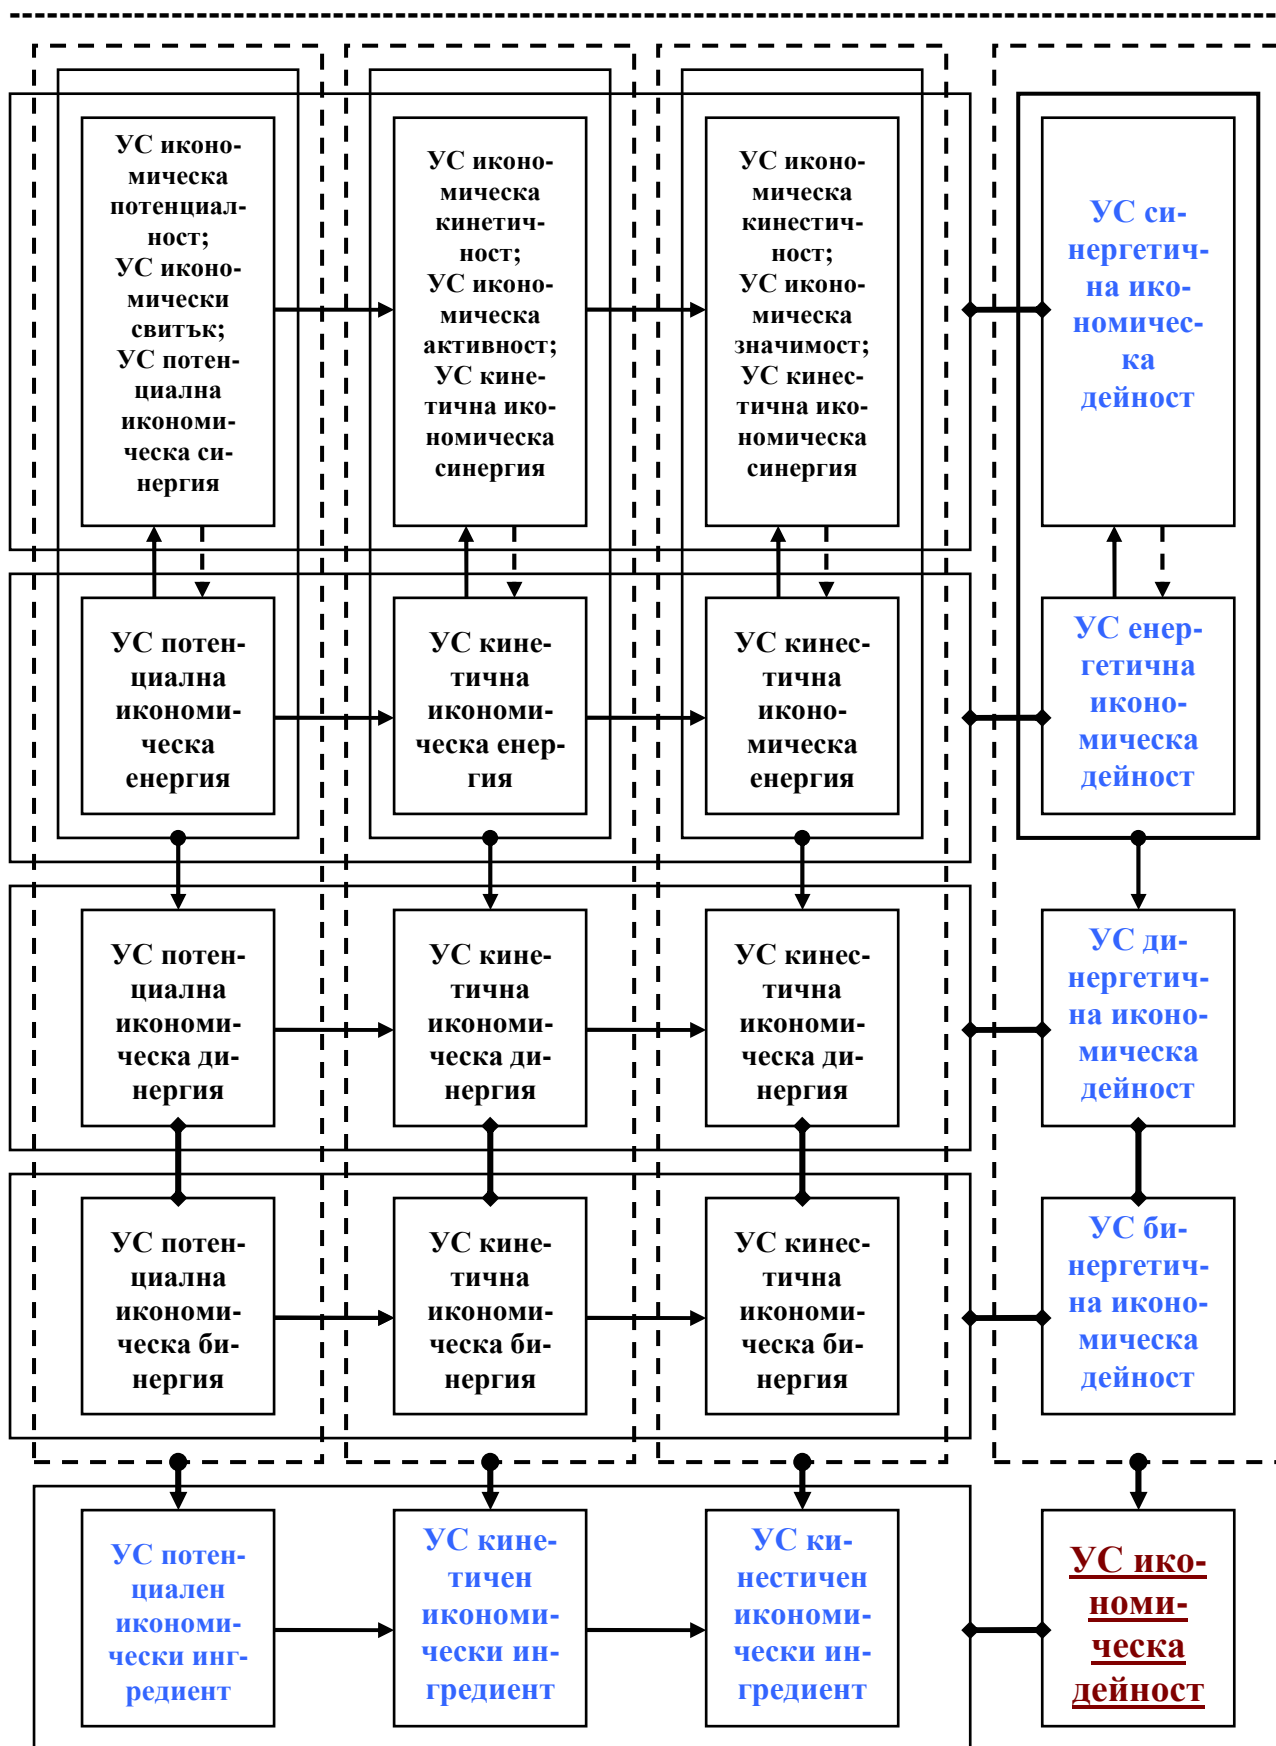 УС иконо-
мическа
потенциал-
ност;
УС иконо-
мически
свитък;
УС потен-
циална
икономи-
ческа си-
нергия
УС иконо-
мическа
кинетич-
ност;
УС иконо-
мическа
активност;
УС кине-
тична ико-
номическа
синергия
УС иконо-
мическа
кинестич-
ност;
УС иконо-
мическа
значимост;
УС кинес-
тична ико-
номическа
синергия
УС си-
нергетич-
на ико-
номичес-
ка
дейност
УС потен-
циална
икономи-
ческа
енергия
УС кине-
тична
икономи-
ческа енер-
гия
УС кинес-
тична
иконо-
мическа
енергия
УС енер-
гетична
иконо-
мическа
дейност
УС потен-
циална
икономи-
ческа ди-
нергия
УС кине-
тична
икономи-
ческа ди-
нергия
УС кинес-
тична
икономи-
ческа ди-
нергия
УС ди-
нергетич-
на иконо-
мическа
дейност
УС потен-
циална
икономи-
ческа би-
нергия
УС кине-
тична
икономи-
ческа би-
нергия
УС кинес-
тична
икономи-
ческа би-
нергия
УС би-
нергетич-
на иконо-
мическа
дейност
УС потен-
циален
икономи-
чески инг-
редиент
УС кине-
тичен
икономи-
чески ин-
гредиент
УС ки-
нестичен
икономи-
чески ин-
гредиент
УС ико-
номи-
ческа
дейност